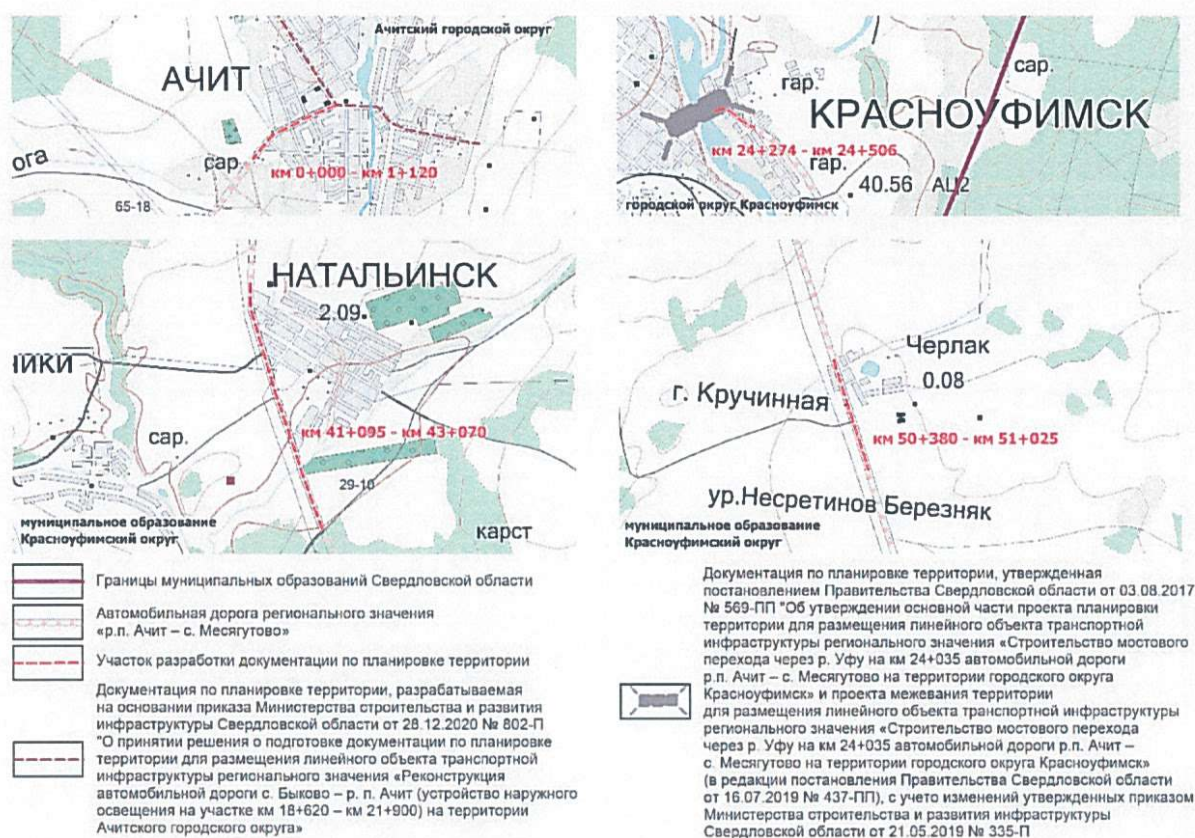 Ачитский городской округ
АЧИТ
ога
сар.
км 0+000 - км 1+120
65-18
сар.
гар.
КРАСНОУФИМСК
км 24+274 - км 24+506
гар.
40.56
городской округ Красноуфимск
НАТАЛЬИНСК
2.09
НИКИ
сар.
км 41+095 - км 43+070
29-10
муниципальное образование
Красноуфимский округ
карст
Черлак
0.08
г. Кручинная
км 50+380 - км 51+025
ур.Несретинов Березняк
муниципальное образование
Красноуфимский округ
Границы муниципальных образований Свердловской области
Автомобильная дорога регионального значения
«р.п. Ачит – с. Месягутово»
Участок разработки документации по планировке территории
Документация по планировке территории, разрабатываемая
на основании приказа Министерства строительства и развития
инфраструктуры Свердловской области от 28.12.2020 № 802-П
"О принятии решения о подготовке документации по планировке
территории для размещения линейного объекта транспортной
инфраструктуры регионального значения «Реконструкция
автомобильной дороги с. Быково – р.п. Ачит (устройство наружного
освещения на участке км 18+620 – км 21+900) на территории
Ачитского городского округа»
Документация по планировке территории, утвержденная
постановлением Правительства Свердловской области от 03.08.2017
№ 569-ПП "Об утверждении основной части проекта планировки
территории для размещения линейного объекта транспортной
инфраструктуры регионального значения «Строительство мостового
перехода через р. Уфу на км 24+035 автомобильной дороги
р.п. Ачит – с. Месягутово на территории городского округа
Красноуфимск» и проекта межевания территории
для размещения линейного объекта транспортной инфраструктуры
регионального значения «Строительство мостового перехода
через р. Уфу на км 24+035 автомобильной дороги р.п. Ачит –
с. Месягутово на территории городского округа Красноуфимск»
(в редакции постановления Правительства Свердловской области
от 16.07.2019 № 437-ПП), с учето изменений утвержденных приказом
Министерства строительства и развития инфраструктуры
Свердловской области от 21.05.2019 № 335-П